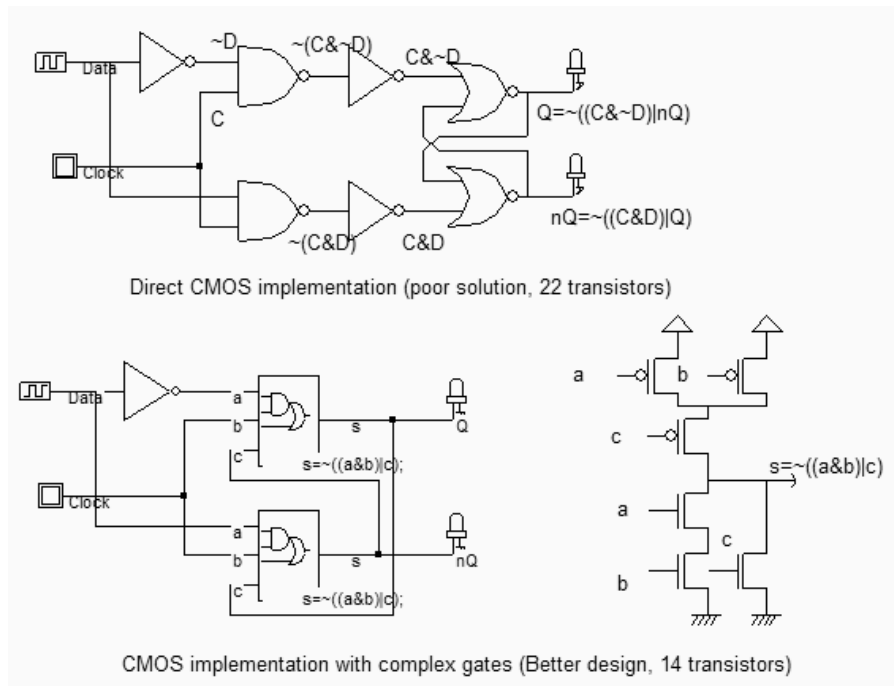 ~D
~(C&~D)
C&~D
Data
C
Q=~((C&~D)|nQ)
Clock
nQ=~((C&D)|Q)
~(C&D)
C&D
Direct CMOS implementation (poor solution, 22 transistors)
Data
a
b
c
s
Q
s=~((a&b)|c);
Clock
a
b
c
s
nQ
s=~((a&b)|c);
a
b
c
s=~((a&b)|c)
a
c
b
CMOS implementation with complex gates (Better design, 14 transistors)